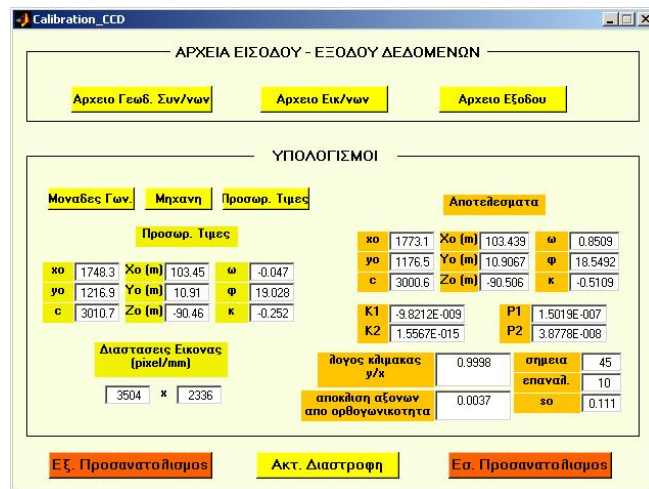 Calibration_CCD
ΑΡΧΕΙΑ ΕΙΣΟΔΟΥ - ΕΞΟΔΟΥ ΔΕΔΟΜΕΝΩΝ
Αρχειο Γεωδ. Συν/νων Αρχειο Εικ/νων Αρχειο Εξοδου
ΥΠΟΛΟΓΙΣΜΟΙ
Μοναδες Γων. Μηχανη Προσωρ. Τιμες
Αποτελεσματα
Προσωρ. Τιμες
xo 1773.1 Xo (m) 103.439 ω 0.8509
yo 1176.5 Yo (m) 10.9067 φ 18.5492
c 3000.6 Zo (m) -90.506 κ -0.5109
xo 1748.3 Xo (m) 103.45 ω -0.047
yo 1216.9 Yo (m) 10.91 φ 19.028
c 3010.7 Zo (m) -90.46 κ -0.252
K1 -9.8212E-009 P1 1.5019E-007
K2 1.5567E-015 P2 3.8778E-008
Διαστασεις Εικονας
(pixel/mm)
3504 x 2336
λογος κλιμακας
y/x
0.9998
σημεια 45
επαναλ. 10
so 0.111
αποκλιση αξονων
απο ορθογωνικοτητα
0.0037
Εξ. Προσανατολισμος Ακτ. Διαστροφη Εσ. Προσανατολισμος